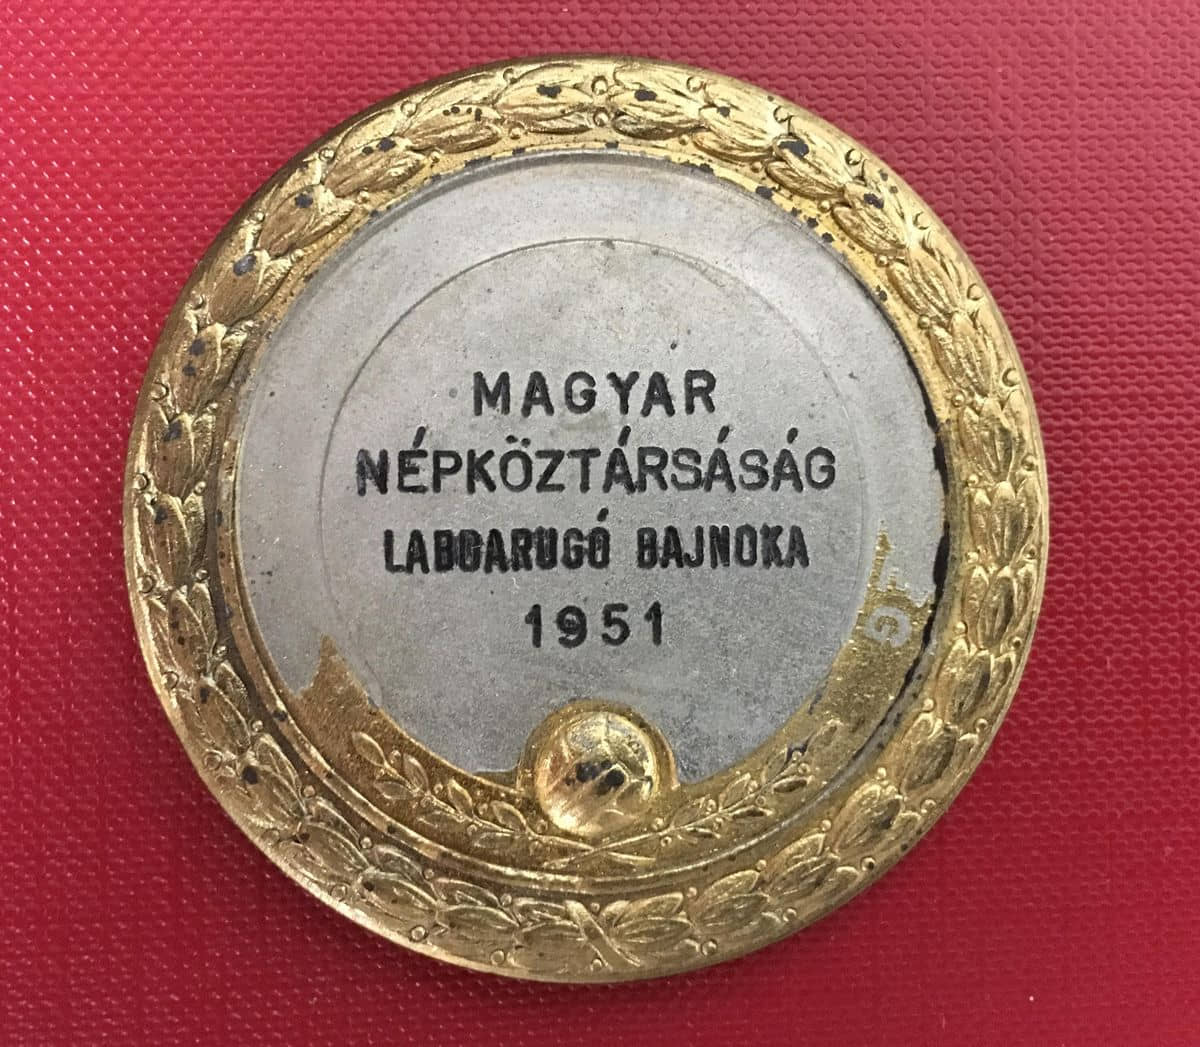 MAGYAR
NÉPKÖZTÁRSÁSÁG
LABDARUGÓ BAJNOKA
1951
G